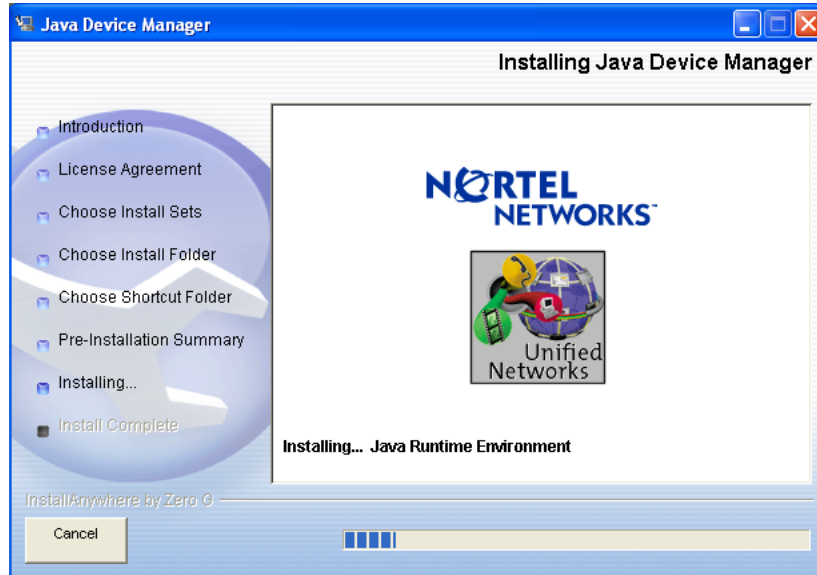 Java Device Manager
Installing Java Device Manager
Introduction
License Agreement
Choose Install Sets
Choose Install Folder
Choose Shortcut Folder
Pre-Installation Summary
Installing...
Install Complete
NORTEL
NETWORKS™
Unified
Networks
Installing... Java Runtime Environment
InstallAnywhere by Zero G
Cancel